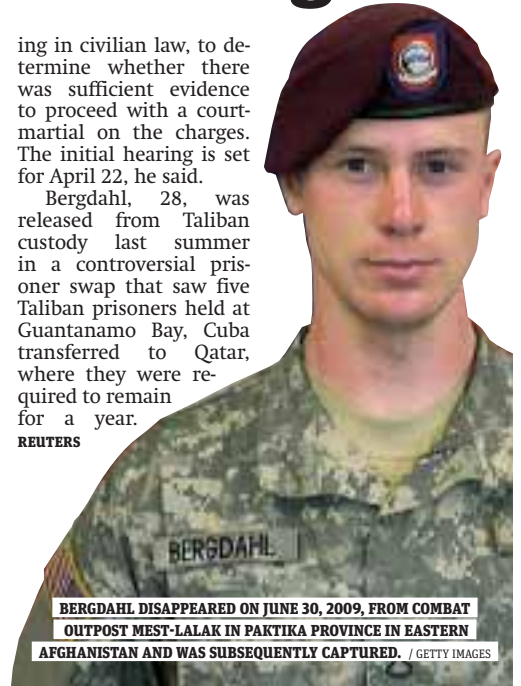 ing in civilian law, to de-
termine whether there
was sufficient evidence
to proceed with a court-
martial on the charges.
The initial hearing is set
for April 22, he said.
Bergdahl, 28, was
released from Taliban
custody last summer
in a controversial pris-
oner swap that saw five
Taliban prisoners held at
Guantanamo Bay, Cuba
transferred to Qatar,
where they were re-
quired to remain
for a year.
REUTERS
BERGDAHL
BERGDAHL DISAPPEARED ON JUNE 30, 2009, FROM COMBAT
OUTPOST MEST-LALAK IN PAKTIKA PROVINCE IN EASTERN
AFGHANISTAN AND WAS SUBSEQUENTLY CAPTURED. / GETTY IMAGES